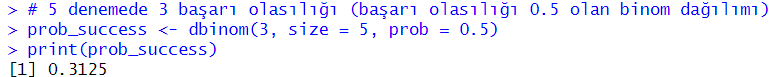 > # 5 denemede 3 başarı olasılığı (başarı olasılığı 0.5 olan binom dağılımı)
> prob_success <- dbinom(3, size = 5, prob = 0.5)
> print(prob_success)
[1] 0.3125